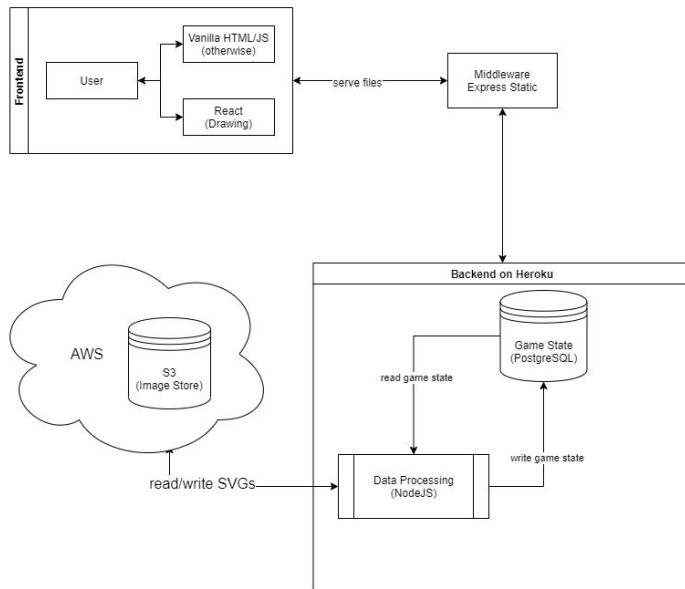 Frontend
User
Vanilla HTML/JS
(otherwise)
React
(Drawing)
serve files
Middleware
Express Static
Backend on Heroku
AWS
S3
(Image Store)
Game State
(PostgreSQL)
read game state
write game state
read/write SVGs
Data Processing
(NodeJS)